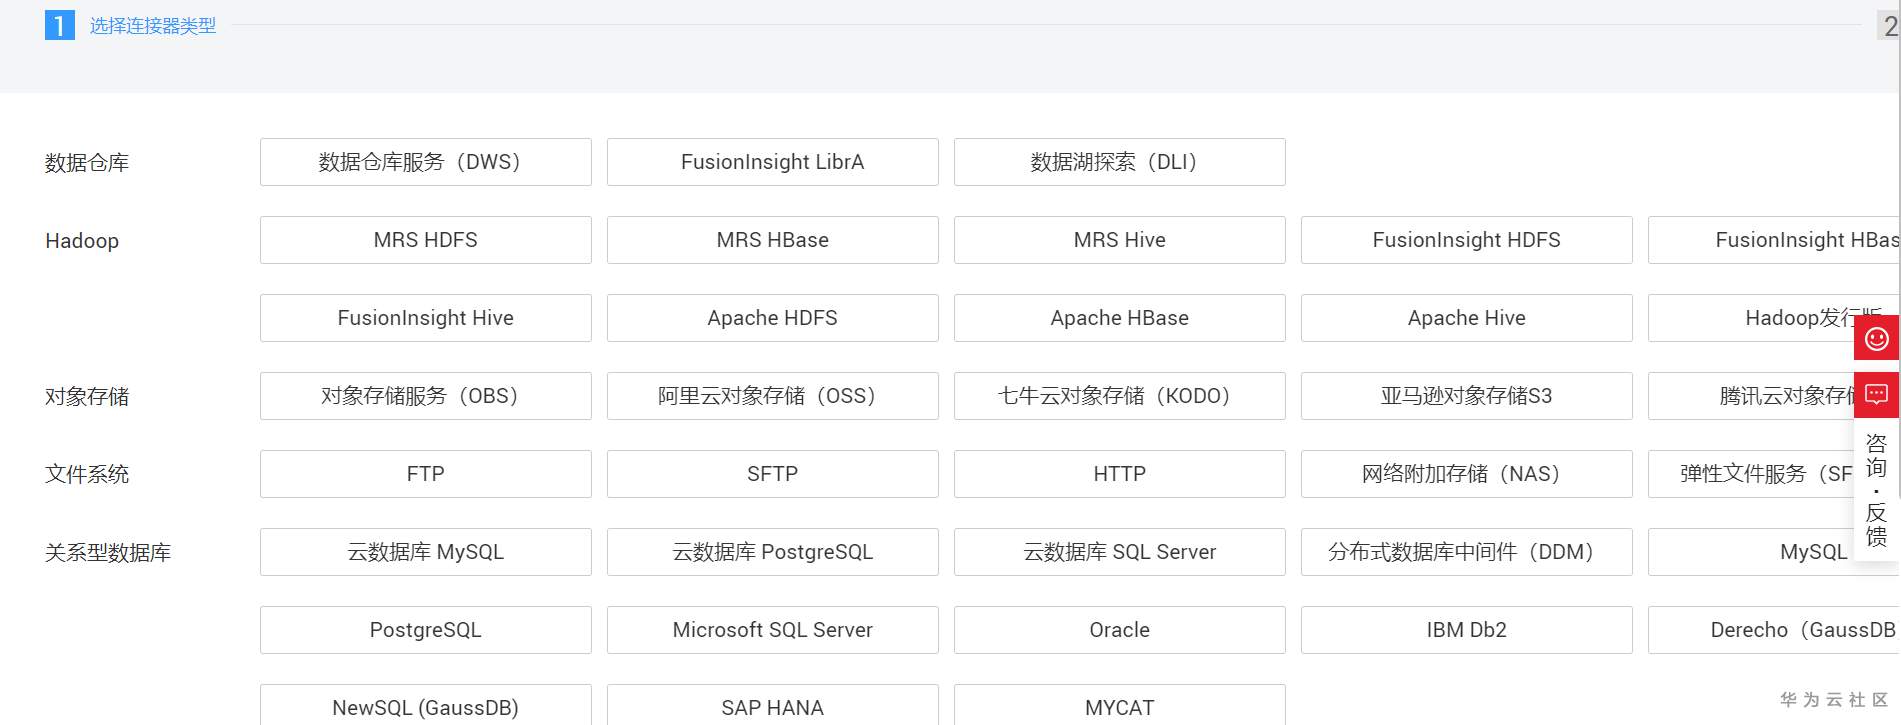 1 选择连接器类型 2
数据仓库 数据仓库服务（DWS） FusionInsight LibrA 数据湖探索（DLI）
Hadoop MRS HDFS MRS HBase MRS Hive FusionInsight HDFS FusionInsight HBas
FusionInsight Hive Apache HDFS Apache HBase Apache Hive Hadoop发行版
对象存储 对象存储服务（OBS） 阿里云对象存储（OSS） 七牛云对象存储（KODO） 亚马逊对象存储S3 腾讯云对象存
文件系统 FTP SFTP HTTP 网络附加存储（NAS） 弹性文件服务（SF
关系型数据库 云数据库 MySQL 云数据库 PostgreSQL 云数据库 SQL Server 分布式数据库中间件（DDM） MySQL
PostgreSQL Microsoft SQL Server Oracle IBM Db2 Derecho（GaussDB
NewSQL (GaussDB) SAP HANA MYCAT
咨询·反馈
华为云社区